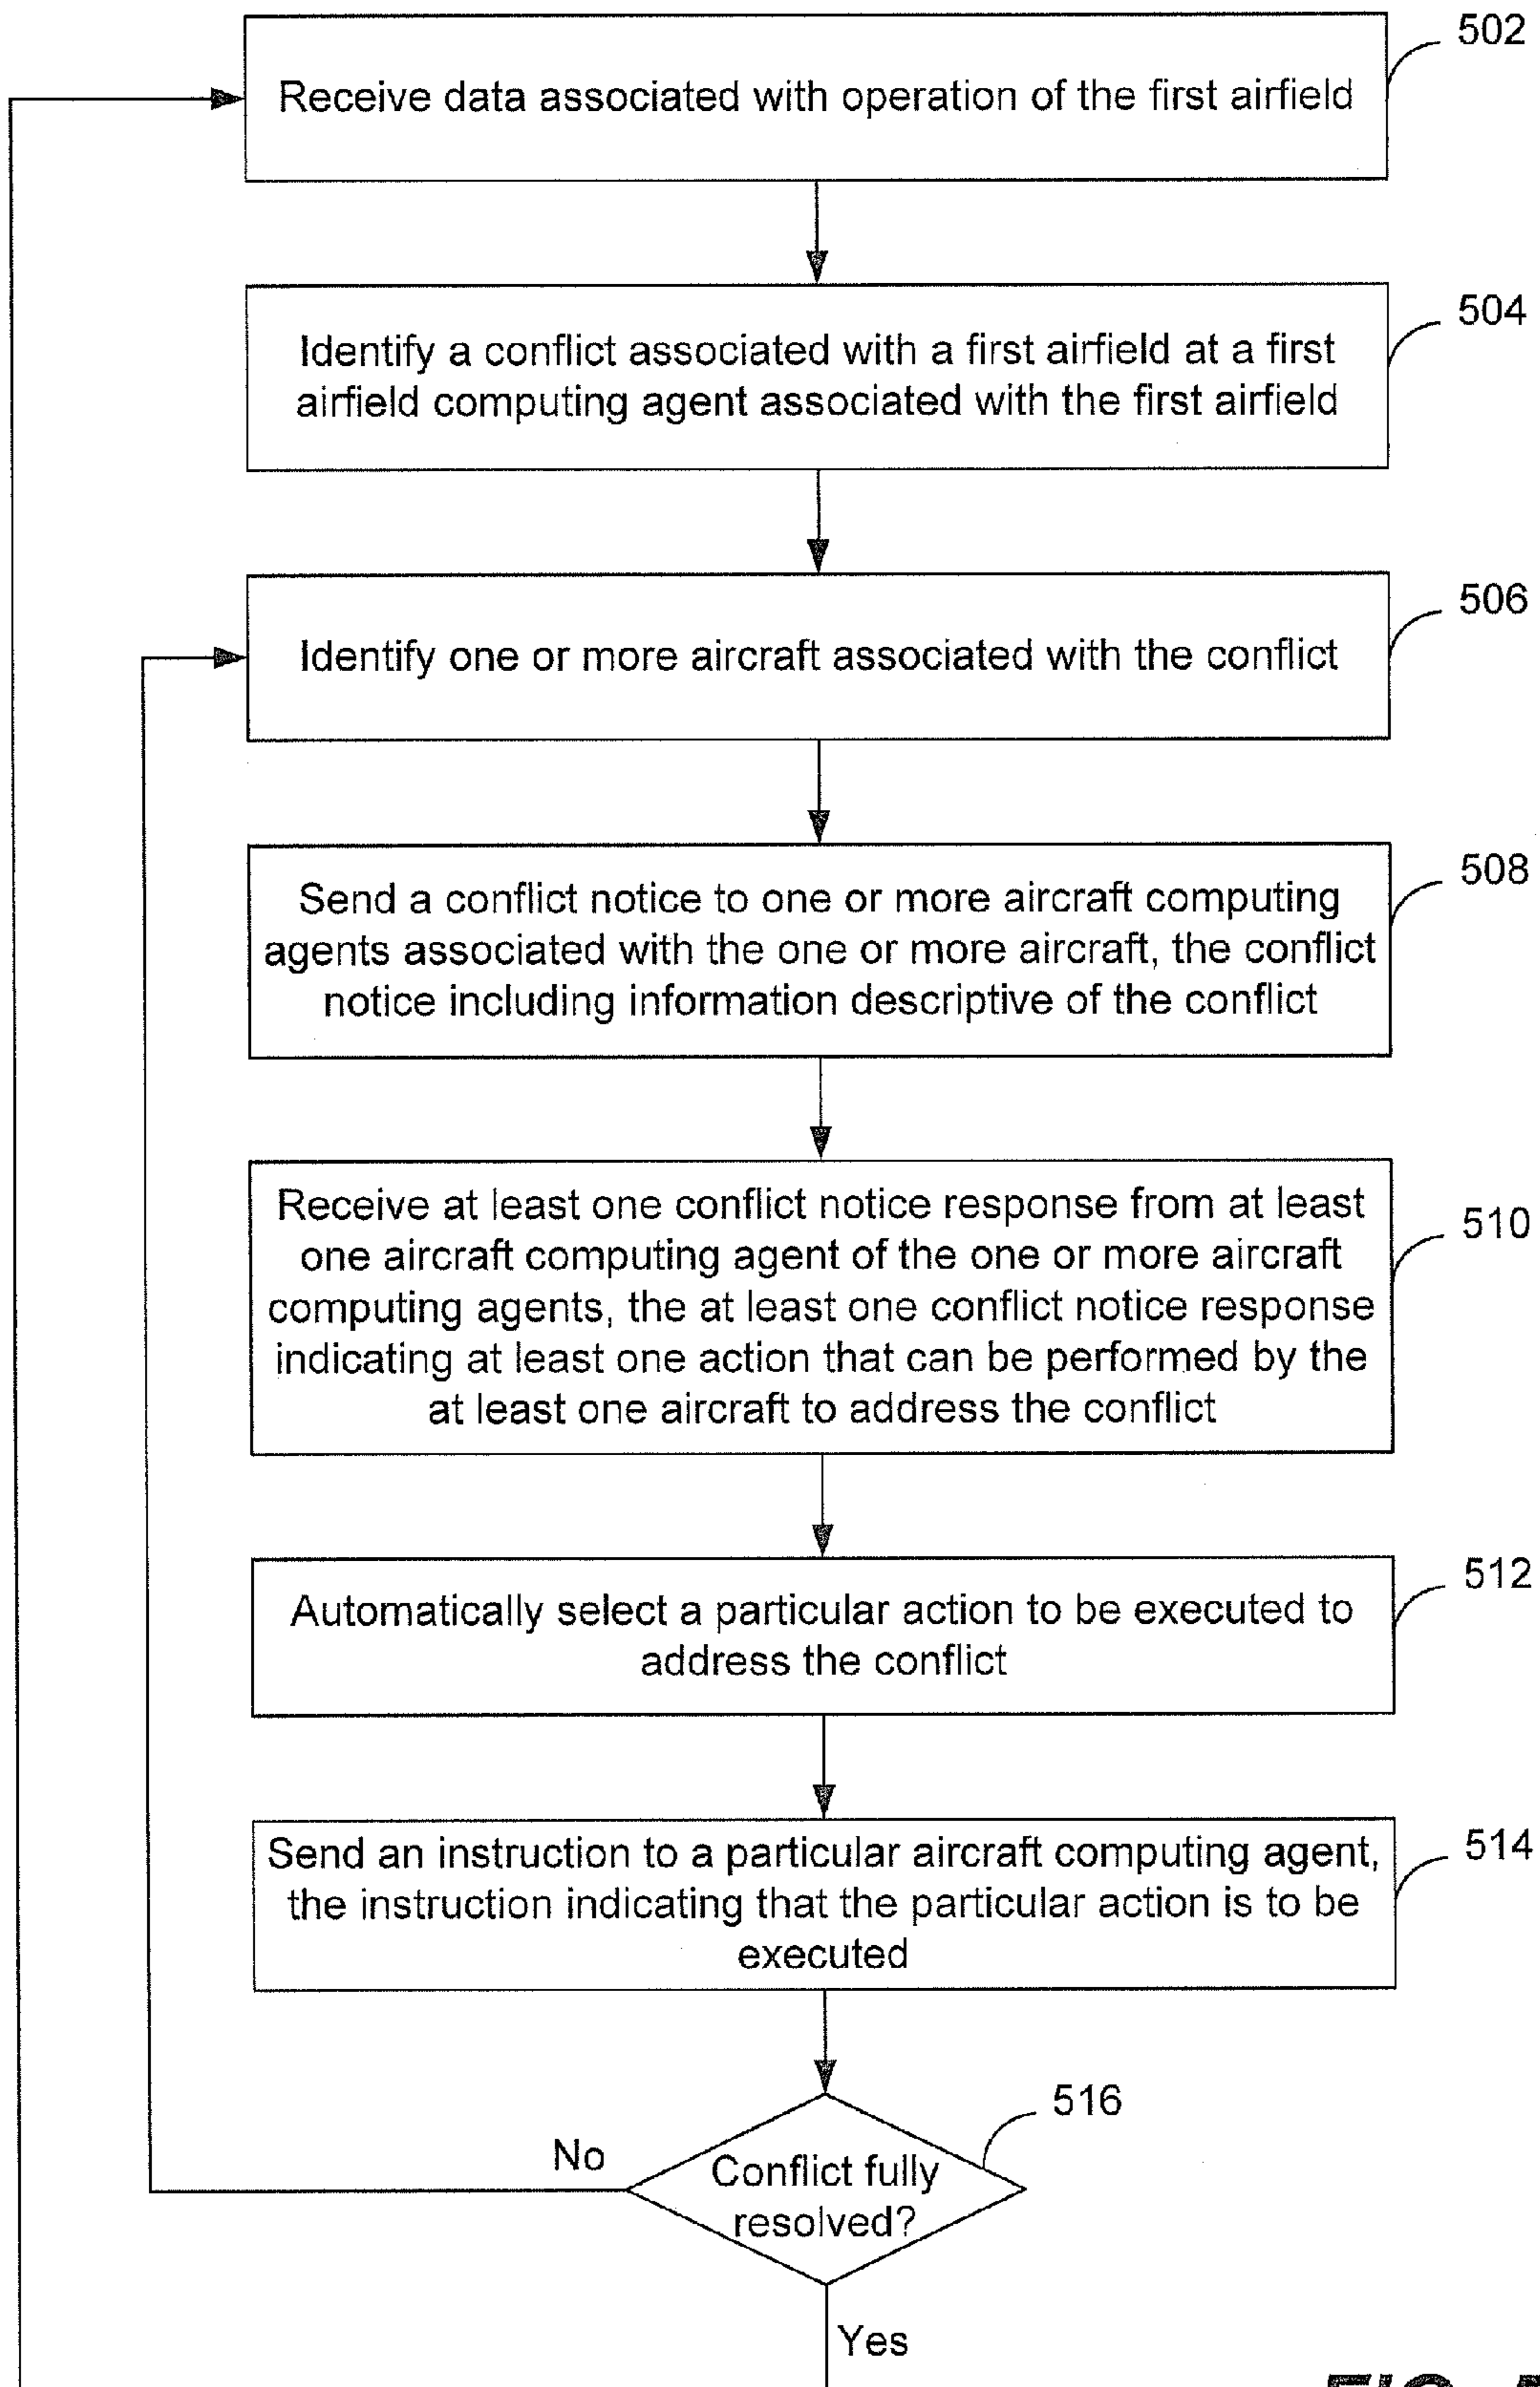 502
Receive data associated with operation of the first airfield
504
Identify a conflict associated with a first airfield at a first
airfield computing agent associated with the first airfield
506
Identify one or more aircraft associated with the conflict
508
Send a conflict notice to one or more aircraft computing
agents associated with the one or more aircraft, the conflict
notice including information descriptive of the conflict
510
Receive at least one conflict notice response from at least
one aircraft computing agent of the one or more aircraft
computing agents, the at least one conflict notice response
indicating at least one action that can be performed by the
at least one aircraft to address the conflict
512
Automatically select a particular action to be executed to
address the conflict
514
Send an instruction to a particular aircraft computing agent,
the instruction indicating that the particular action is to be
executed
516
No
Conflict fully
resolved?
Yes